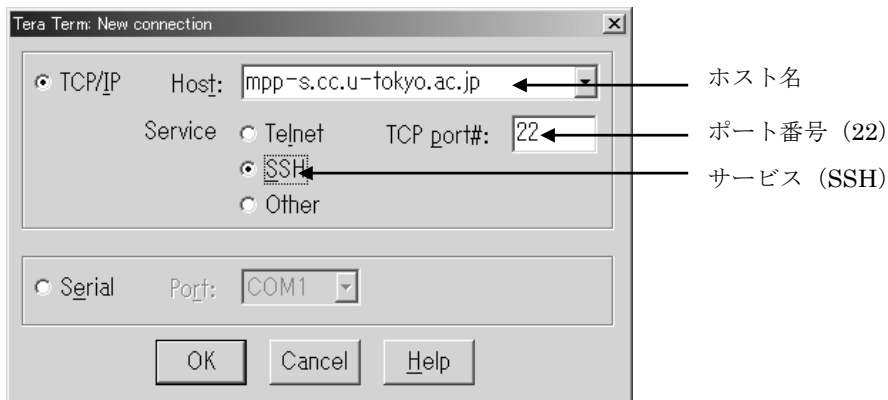 Tera Term: New connection
TCP/IP Host: mpp-s.cc.u-tokyo.ac.jp ホスト名
Service Telnet TCP port#: 22 ポート番号（22）
SSH サービス（SSH）
Other
Serial Port: COM1
OK Cancel Help